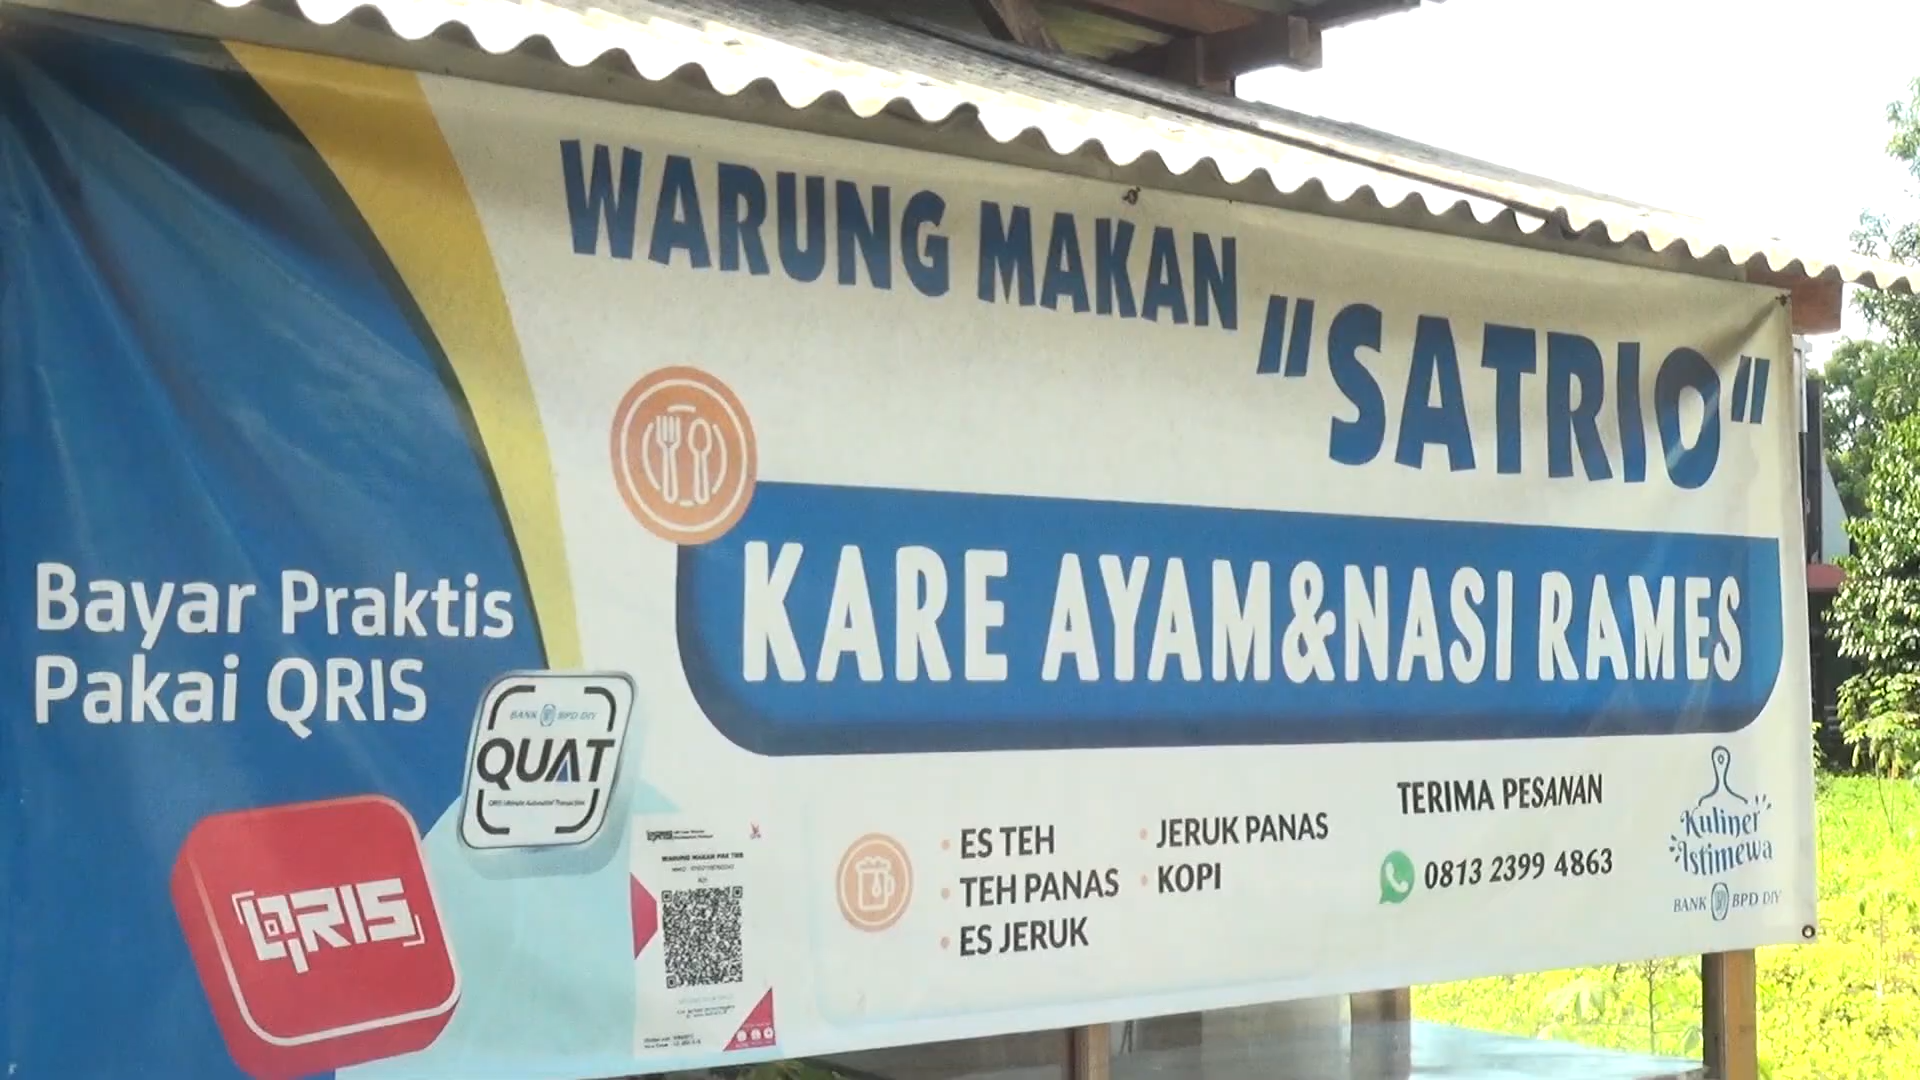 WARUNG MAKAN
"SATRIO"
KARE AYAM&NASI RAMES
Bayar Praktis
Pakai QRIS
BANK BPD DIY
QUAT
QRIS
WARUNG MAKAN PAK TRIS
• ES TEH
• TEH PANAS
• ES JERUK
• JERUK PANAS
• KOPI
TERIMA PESANAN
0813 2399 4863
Kuliner
Istimewa
BANK BPD DIY